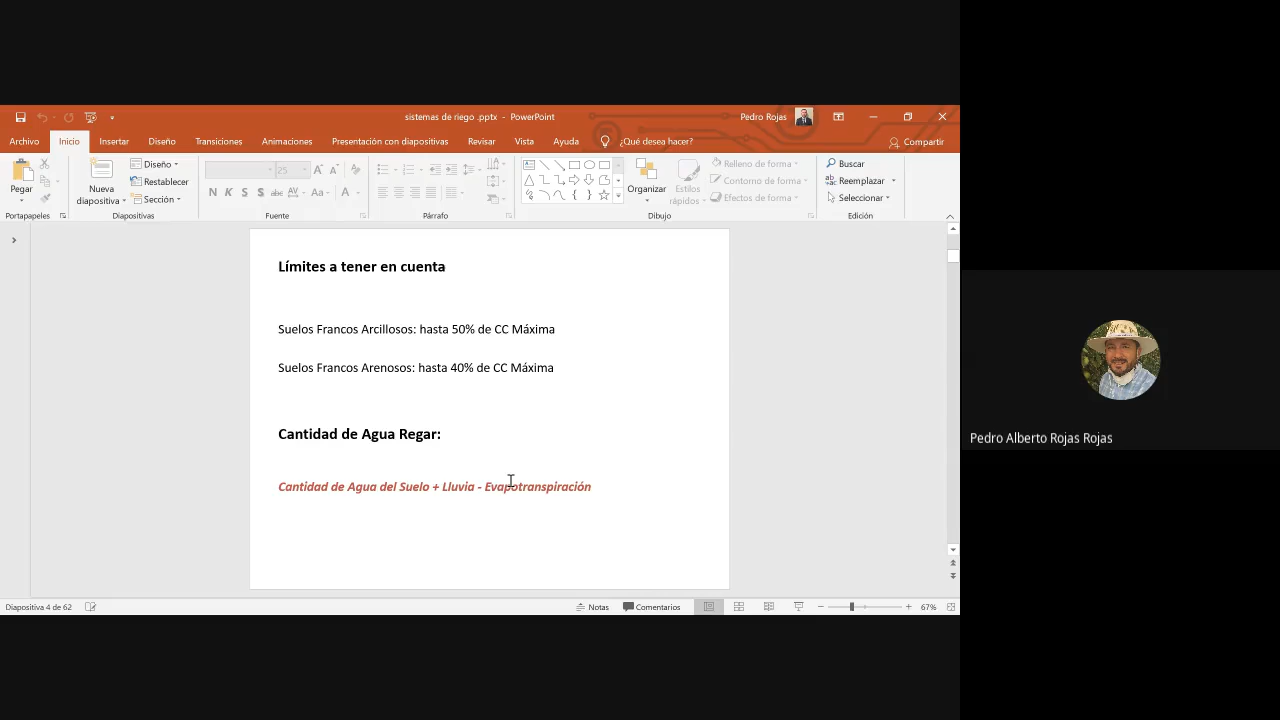 sistemas de riego .pptx - PowerPoint
Pedro Rojas
Archivo Inicio Insertar Diseño Transiciones Animaciones Presentación con diapositivas Revisar Vista Ayuda ¿Qué desea hacer? Compartir
Pegar
Portapapeles
Nueva
diapositiva
Diseño
Restablecer
Sección
Diapositivas
25
N K S S abc AV Aa A
Fuente
Párrafo
Organizar
Estilos
rápidos
Relleno de forma
Contorno de forma
Efectos de forma
Dibujo
Buscar
Reemplazar
Seleccionar
Edición
Límites a tener en cuenta
Suelos Francos Arcillosos: hasta 50% de CC Máxima
Suelos Francos Arenosos: hasta 40% de CC Máxima
Cantidad de Agua Regar:
Cantidad de Agua del Suelo + Lluvia - Evapotranspiración
Pedro Alberto Rojas Rojas
Diapositiva 4 de 62
Notas Comentarios 67%